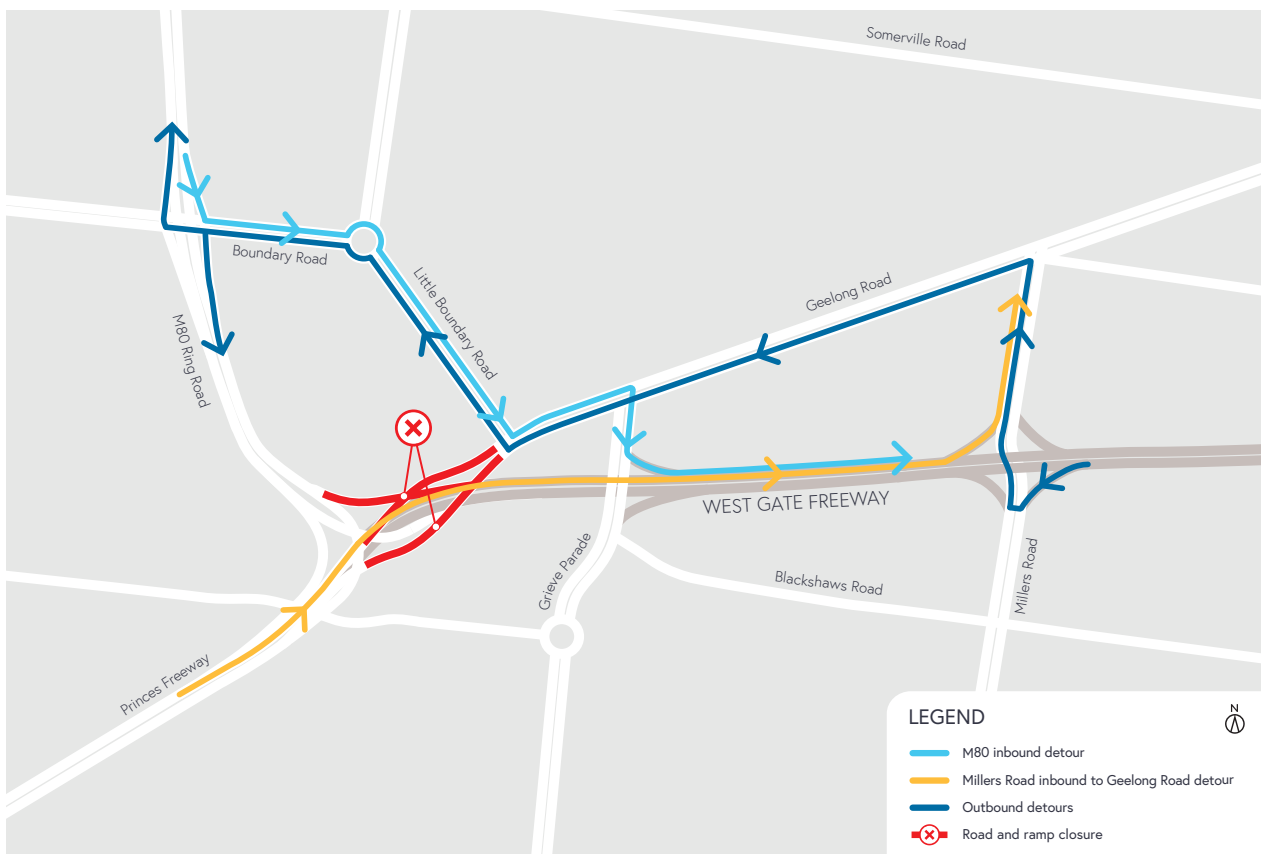 Somerville Road
Boundary Road
Little Boundary Road
Geelong Road
M80 Ring Road
WEST GATE FREEWAY
Grieve Parade
Blackshaws Road
Millers Road
Princes Freeway
LEGEND
N
M80 inbound detour
Millers Road inbound to Geelong Road detour
Outbound detours
Road and ramp closure